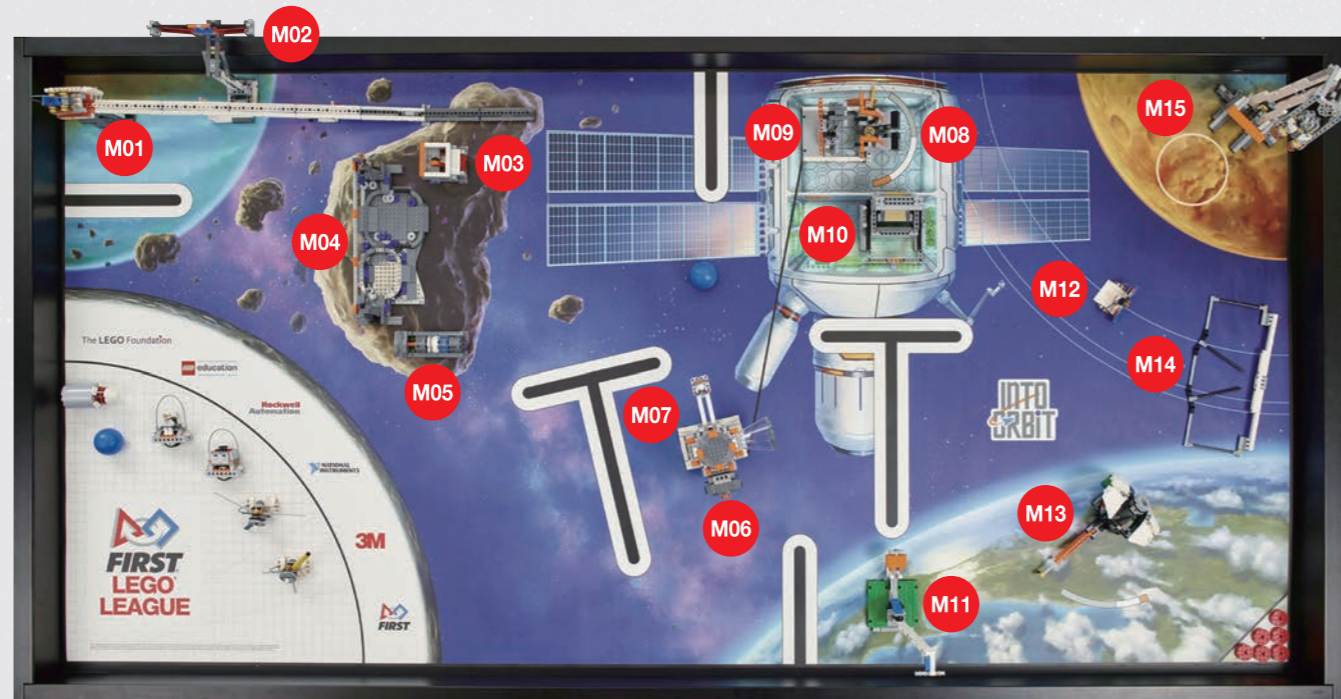 M02
M01
M03
M04
M05
M09
M08
M15
M10
M12
M14
M07
M06
M13
M11
The LEGO Foundation
education
Rockwell
Automation
NATIONAL
INSTRUMENTS
3M
FIRST
LEGO
LEAGUE
FIRST
INTO
ORBIT